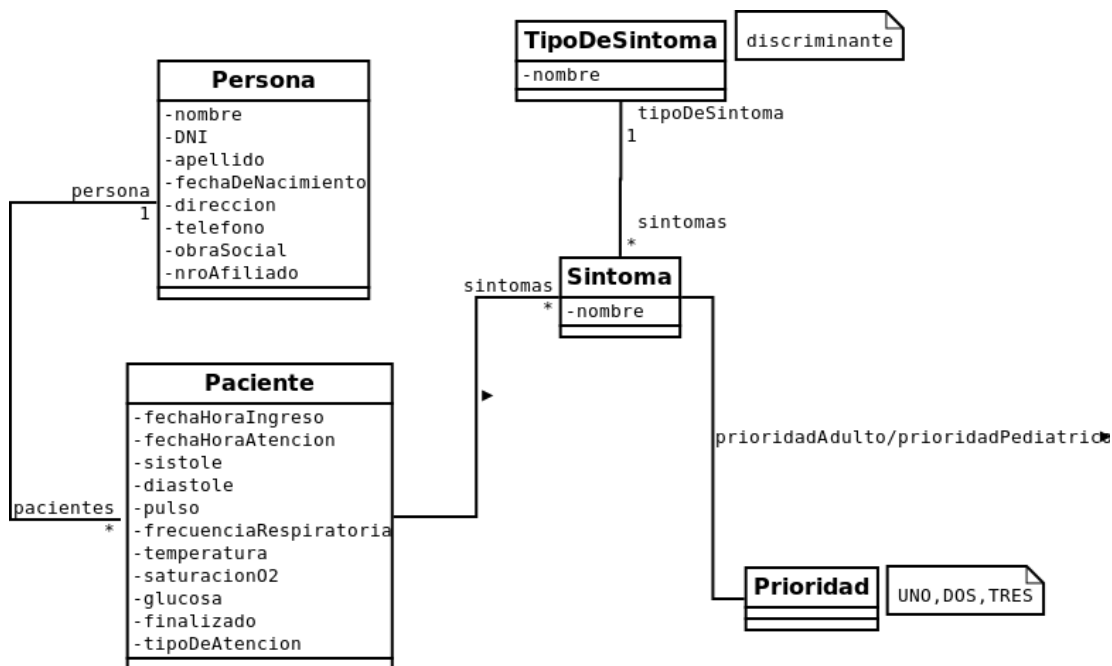 TipoDeSintoma
-nombre
discriminante
Persona
-nombre
-DNI
-apellido
-fechaDeNacimiento
-direccion
-telefono
-obraSocial
-nroAfiliado
persona
1
tipoDeSintoma
1
sintomas
*
Sintoma
-nombre
sintomas
*
Paciente
-fechaHoraIngreso
-fechaHoraAtencion
-sistole
-diastole
-pulso
-frecuenciaRespiratoria
-temperatura
-saturacionO2
-glucosa
-finalizado
-tipoDeAtencion
pacientes
*
prioridadAdulto/prioridadPediatrico
Prioridad
UNO,DOS,TRES